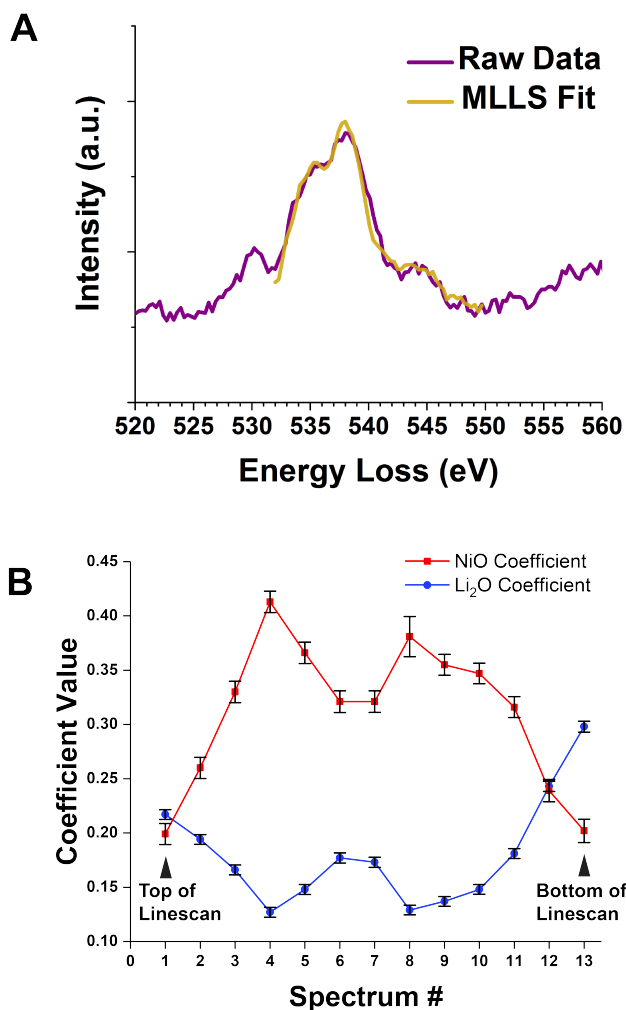 A
Raw Data
MLLS Fit
Intensity (a.u.)
520 525 530 535 540 545 550 555 560
Energy Loss (eV)
B
NiO Coefficient
Li₂O Coefficient
0.45
0.40
0.35
0.30
0.25
0.20
0.15
0.10
Coefficient Value
Top of
Linescan
Bottom of
Linescan
0 1 2 3 4 5 6 7 8 9 10 11 12 13
Spectrum #